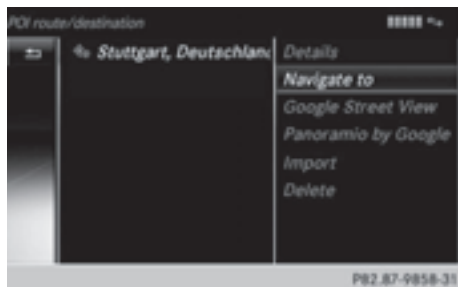 POI route/destination
Stuttgart, Deutschlanc
Details
Navigate to
Google Street View
Panoramio by Google
Import
Delete
P82.87-9858-31